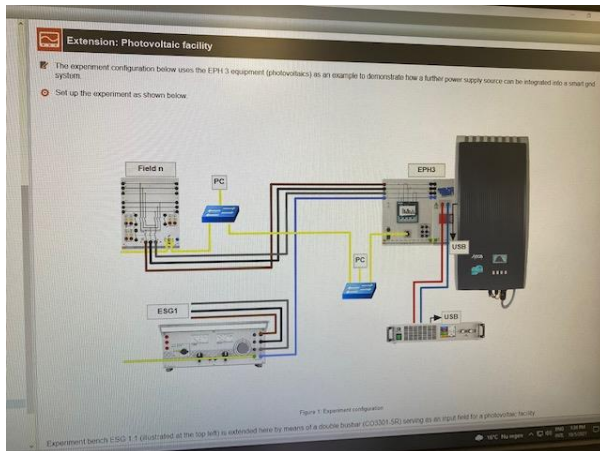 Extension: Photovoltaic facility
The experiment configuration below uses the EPH 3 equipment (photovoltaics) as an example to demonstrate how a further power supply source can be integrated into a smart grid
system.
Set up the experiment as shown below.
Field n
PC
EPH3
USB
PC
ESG1
USB
Figure 1: Experiment configuration
Experiment bench ESG 1.1 (illustrated at the top left) is extended here by means of a double busbar (CO3301-5R) serving as an input field for a photovoltaic facility